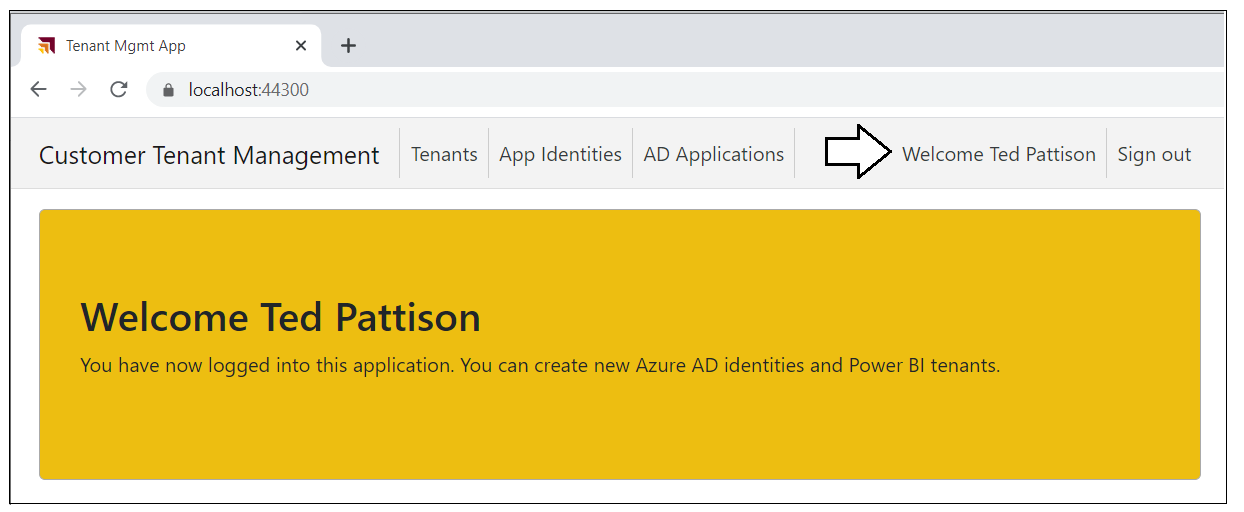 Tenant Mgmt App
localhost:44300
Customer Tenant Management Tenants App Identities AD Applications Welcome Ted Pattison Sign out
Welcome Ted Pattison
You have now logged into this application. You can create new Azure AD identities and Power BI tenants.